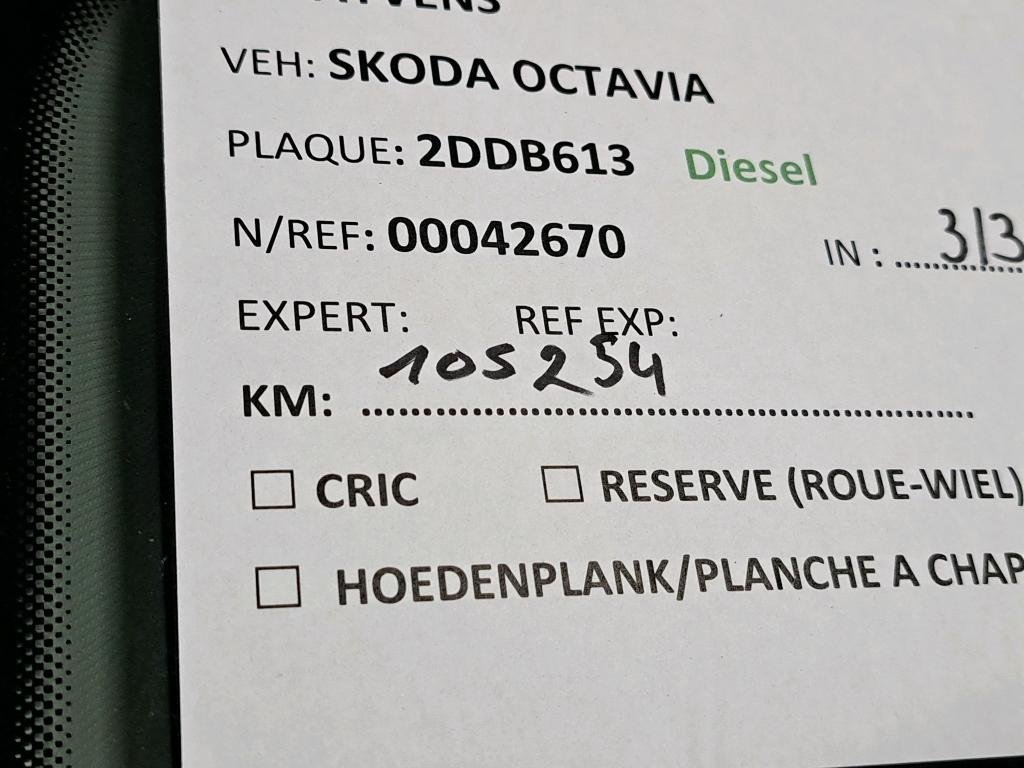 VEH: SKODA OCTAVIA
PLAQUE: 2DDB613 Diesel
N/REF: 00042670 IN : ......3/3
EXPERT: REF EXP:
KM: 105254
☐ CRIC ☐ RESERVE (ROUE-WIEL)
☐ HOEDENPLANK/PLANCHE A CHAP